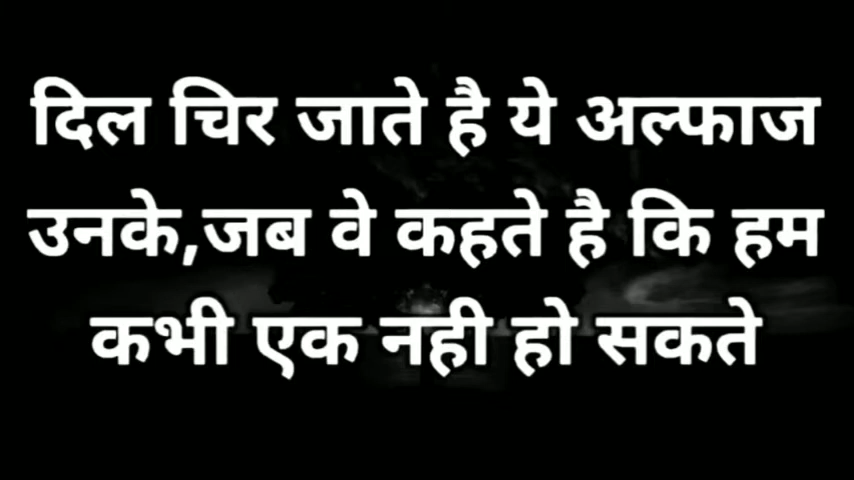 दिल चिर जाते है ये अल्फाज
उनके,जब वे कहते है कि हम
कभी एक नही हो सकते